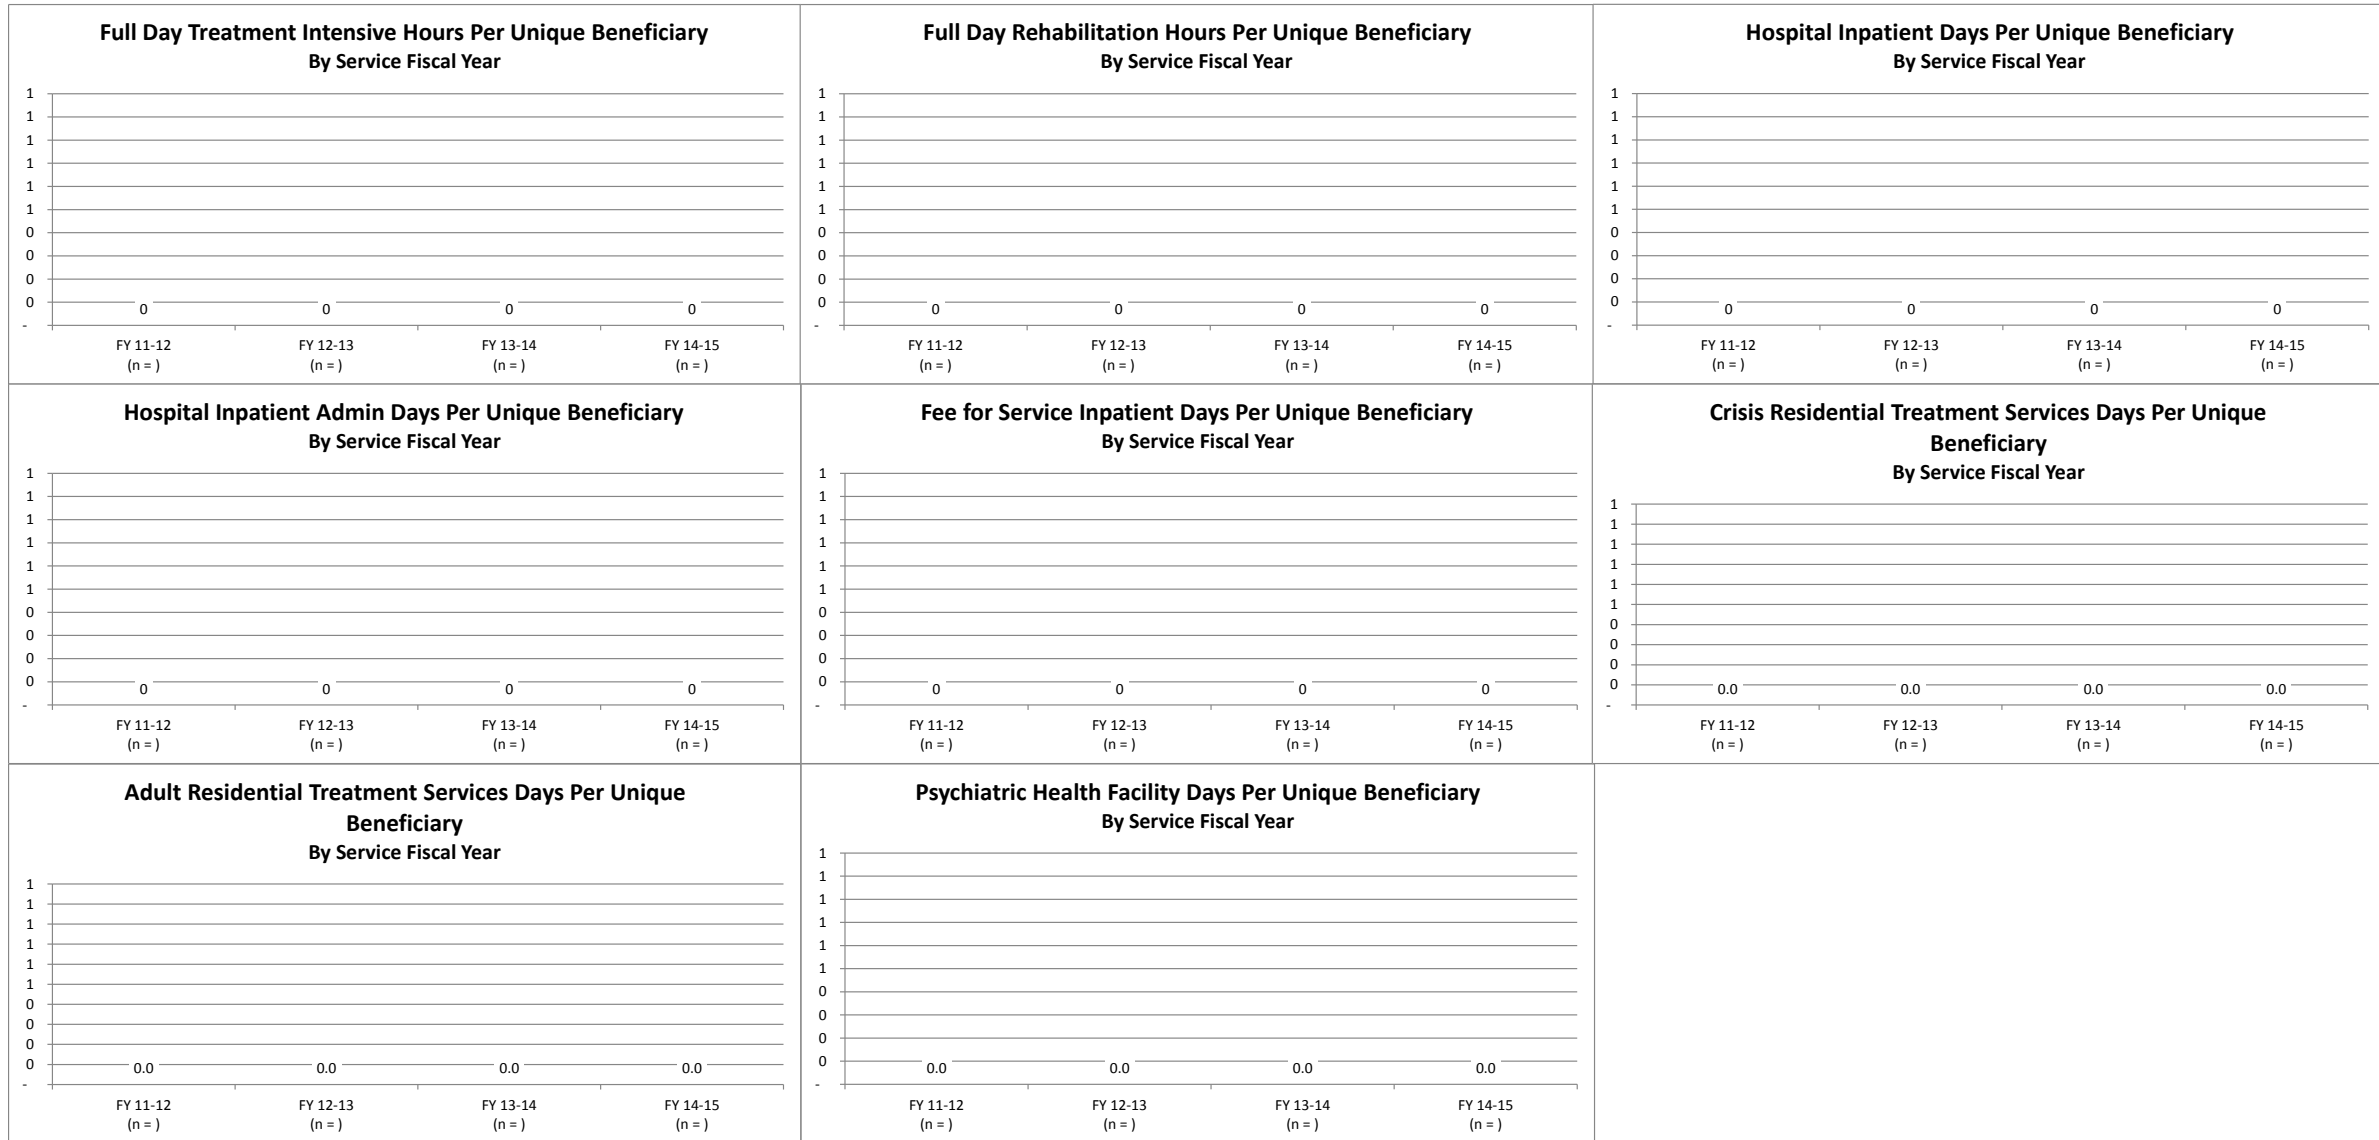 Full Day Treatment Intensive Hours Per Unique Beneficiary
By Service Fiscal Year
1
1
1
1
1
1
0
0
0
0
-
0 0 0 0
FY 11-12 FY 12-13 FY 13-14 FY 14-15
(n = ) (n = ) (n = ) (n = )
Full Day Rehabilitation Hours Per Unique Beneficiary
By Service Fiscal Year
1
1
1
1
1
1
0
0
0
0
-
0 0 0 0
FY 11-12 FY 12-13 FY 13-14 FY 14-15
(n = ) (n = ) (n = ) (n = )
Hospital Inpatient Days Per Unique Beneficiary
By Service Fiscal Year
1
1
1
1
1
1
0
0
0
0
-
0 0 0 0
FY 11-12 FY 12-13 FY 13-14 FY 14-15
(n = ) (n = ) (n = ) (n = )
Hospital Inpatient Admin Days Per Unique Beneficiary
By Service Fiscal Year
1
1
1
1
1
1
0
0
0
0
-
0 0 0 0
FY 11-12 FY 12-13 FY 13-14 FY 14-15
(n = ) (n = ) (n = ) (n = )
Fee for Service Inpatient Days Per Unique Beneficiary
By Service Fiscal Year
1
1
1
1
1
1
0
0
0
0
-
0 0 0 0
FY 11-12 FY 12-13 FY 13-14 FY 14-15
(n = ) (n = ) (n = ) (n = )
Crisis Residential Treatment Services Days Per Unique
Beneficiary
By Service Fiscal Year
1
1
1
1
1
1
0
0
0
0
-
0.0 0.0 0.0 0.0
FY 11-12 FY 12-13 FY 13-14 FY 14-15
(n = ) (n = ) (n = ) (n = )
Adult Residential Treatment Services Days Per Unique
Beneficiary
By Service Fiscal Year
1
1
1
1
1
1
0
0
0
0
-
0.0 0.0 0.0 0.0
FY 11-12 FY 12-13 FY 13-14 FY 14-15
(n = ) (n = ) (n = ) (n = )
Psychiatric Health Facility Days Per Unique Beneficiary
By Service Fiscal Year
1
1
1
1
1
1
0
0
0
0
-
0.0 0.0 0.0 0.0
FY 11-12 FY 12-13 FY 13-14 FY 14-15
(n = ) (n = ) (n = ) (n = )